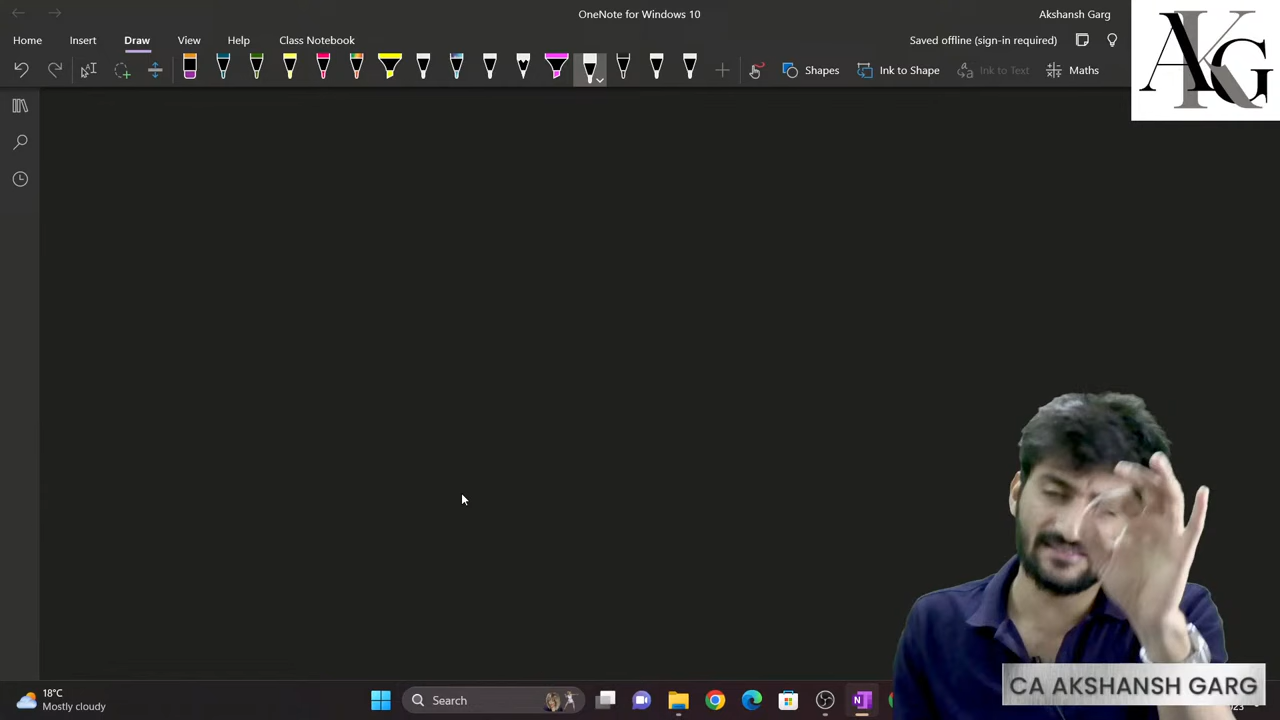 OneNote for Windows 10
Akshansh Garg
Home Insert Draw View Help Class Notebook
Saved offline (sign-in required)
Shapes Ink to Shape Ink to Text Maths
AKG
CA AKSHANSH GARG
18°C
Mostly cloudy
Search